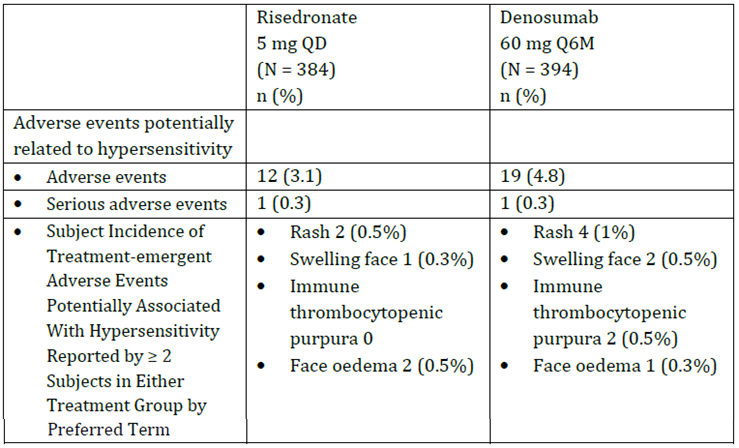 Risedronate
5 mg QD
(N = 384)
n (%)
Denosumab
60 mg Q6M
(N = 394)
n (%)
Adverse events potentially
related to hypersensitivity
• Adverse events
12 (3.1)
19 (4.8)
• Serious adverse events
1 (0.3)
1 (0.3)
• Subject Incidence of
Treatment-emergent
Adverse Events
Potentially Associated
With Hypersensitivity
Reported by ≥ 2
Subjects in Either
Treatment Group by
Preferred Term
• Rash 2 (0.5%)
• Swelling face 1 (0.3%)
• Immune
thrombocytopenic
purpura 0
• Face oedema 2 (0.5%)
• Rash 4 (1%)
• Swelling face 2 (0.5%)
• Immune
thrombocytopenic
purpura 2 (0.5%)
• Face oedema 1 (0.3%)